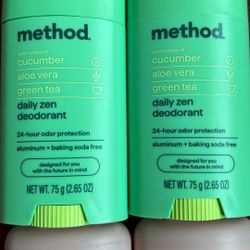 method.
with notes of
cucumber
aloe vera
green tea
daily zen
deodorant
24-hour odor protection
aluminum + baking soda free
designed for you
with the future in mind
NET WT. 75 g (2.65 OZ)
method.
with notes of
cucumber
aloe vera
green tea
daily zen
deodorant
24-hour odor protection
aluminum + baking soda free
designed for you
with the future in mind
NET WT. 75 g (2.65 OZ)